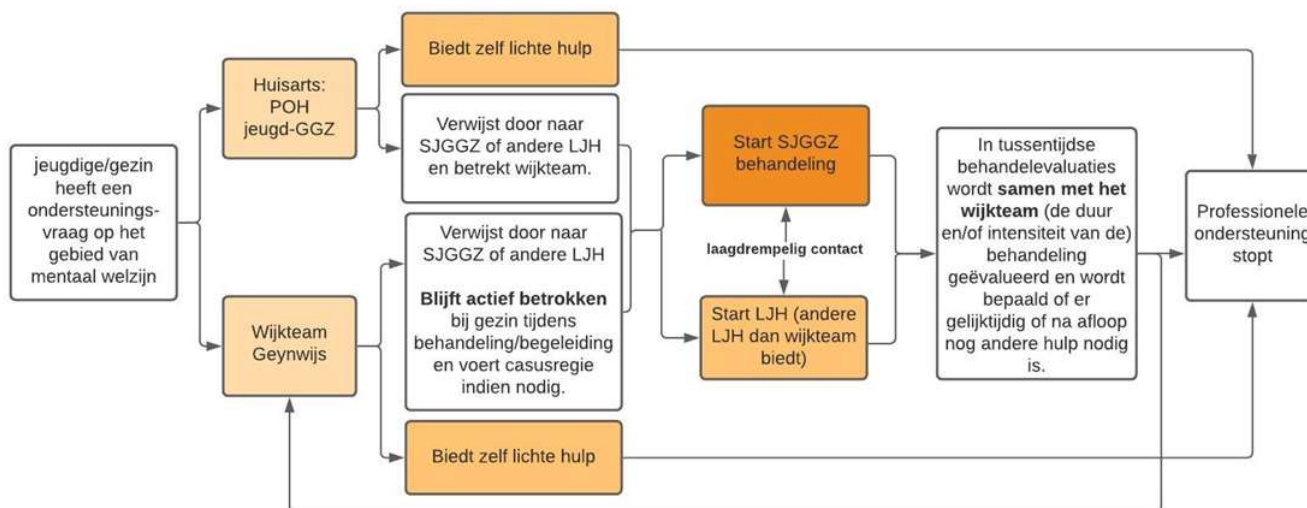 jeugdige/gezin
heeft een
ondersteunings-
vraag op het
gebied van
mentaal welzijn
Huisarts:
POH
jeugd-GGZ
Wijkteam
Geynwijs
Biedt zelf lichte hulp
Verwijst door naar
SJGGZ of andere LJH
en betrekt wijkteam.
Verwijst door naar
SJGGZ of andere LJH
Blijft actief betrokken
bij gezin tijdens
behandeling/begeleiding
en voert casusregie
indien nodig.
Biedt zelf lichte hulp
Start SJGGZ
behandeling
laagdrempelig contact
Start LJH (andere
LJH dan wijkteam
biedt)
In tussentijdse
behandelevaluaties
wordt samen met het
wijkteam (de duur
en/of intensiteit van de)
behandeling
geëvalueerd en wordt
bepaald of er
gelijktijdig of na afloop
nog andere hulp nodig
is.
Professionele
ondersteuning
stopt